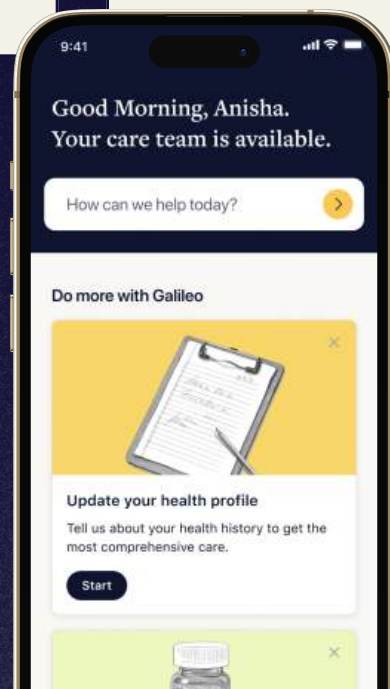 9:41
Good Morning, Anisha.
Your care team is available.
How can we help today?
Do more with Galileo
Update your health profile
Tell us about your health history to get the
most comprehensive care.
Start